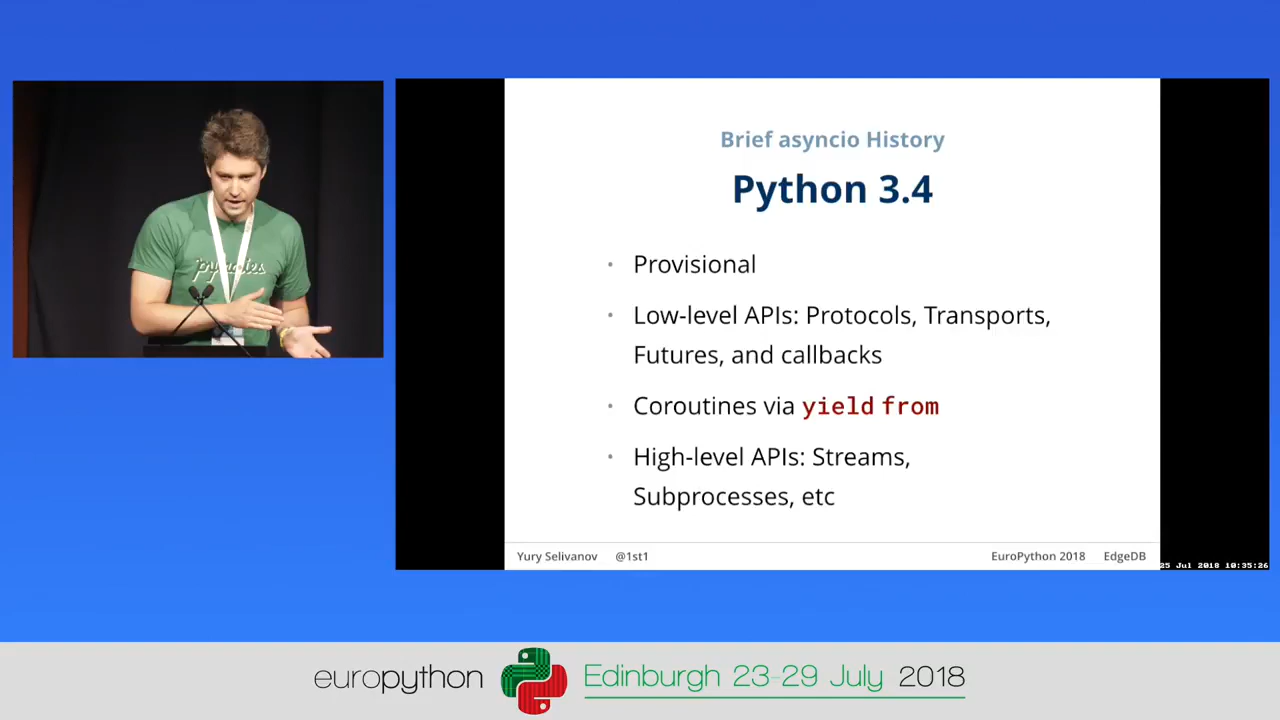 Brief asyncio History
Python 3.4
• Provisional
• Low-level APIs: Protocols, Transports,
Futures, and callbacks
• Coroutines via yield from
• High-level APIs: Streams,
Subprocesses, etc
Yury Selivanov @1st1
EuroPython 2018 EdgeDB
25 Jul 2018 10:35:26
europython Edinburgh 23-29 July 2018